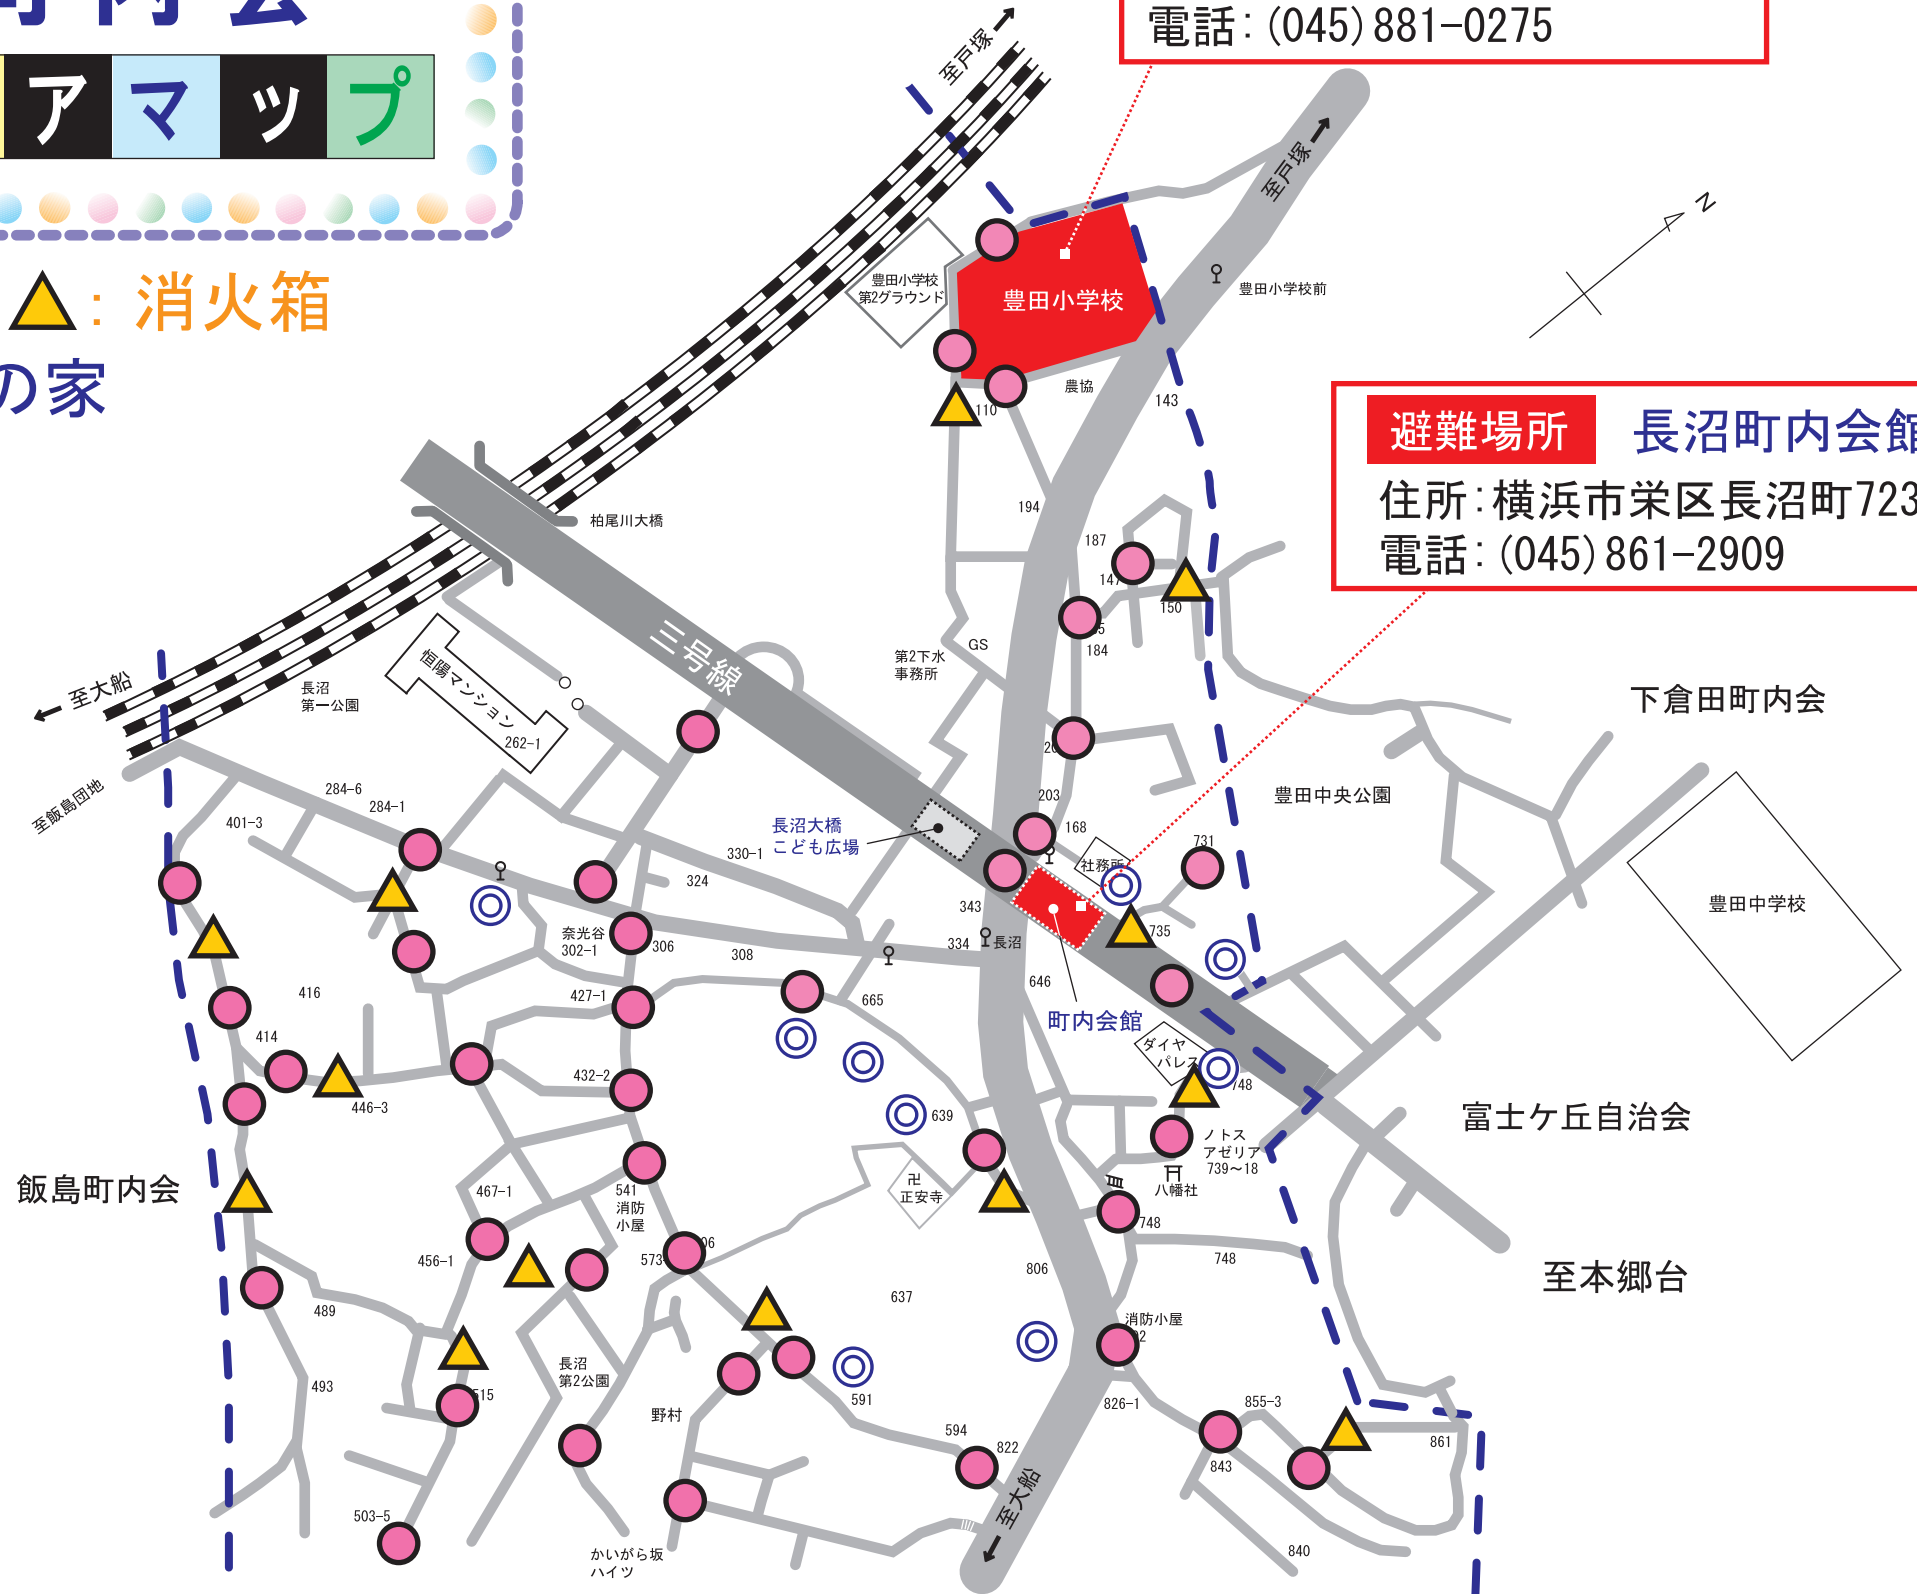 町内会
アマップ
：消火箱
の家
電話：(045)881−0275
至戸塚
至戸塚
N
豊田小学校
第2グラウンド
豊田小学校
豊田小学校前
農協
110
143
避難場所 長沼町内会館
住所：横浜市栄区長沼町723
電話：(045)861−2909
柏尾川大橋
194
187
147
150
184
三号線
第2下水
事務所
GS
恒陽マンション
262−1
長沼
第一公園
至大船
至飯島団地
下倉田町内会
284−6
284−1
401−3
203
168
731
社務所
豊田中央公園
長沼大橋
こども広場
330−1
324
343
334
長沼
735
豊田中学校
奈光谷
302−1
306
308
646
町内会館
416
427−1
665
414
432−2
446−3
639
ダイヤ
パレス
748
ノトス
アゼリア
739〜18
八幡社
富士ケ丘自治会
飯島町内会
467−1
541
消防
小屋
卍
正安寺
456−1
573−
748
748
806
637
至本郷台
489
消防小屋
493
515
長沼
第2公園
野村
591
594
822
826−1
855−3
843
861
840
503−5
かいがら坂
ハイツ
至大船